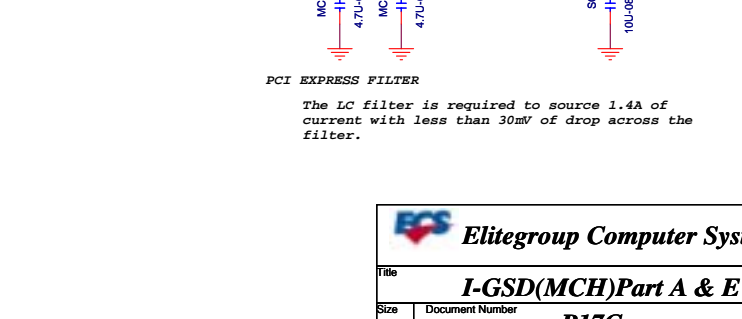 MC
4.7U-
MC
4.7U-
10U-08
PCI EXPRESS FILTER
The LC filter is required to source 1.4A of
current with less than 30mV of drop across the
filter.
ECS
Elitegroup Computer Sys
Title
I-GSD(MCH)Part A & E
Size
Document Number